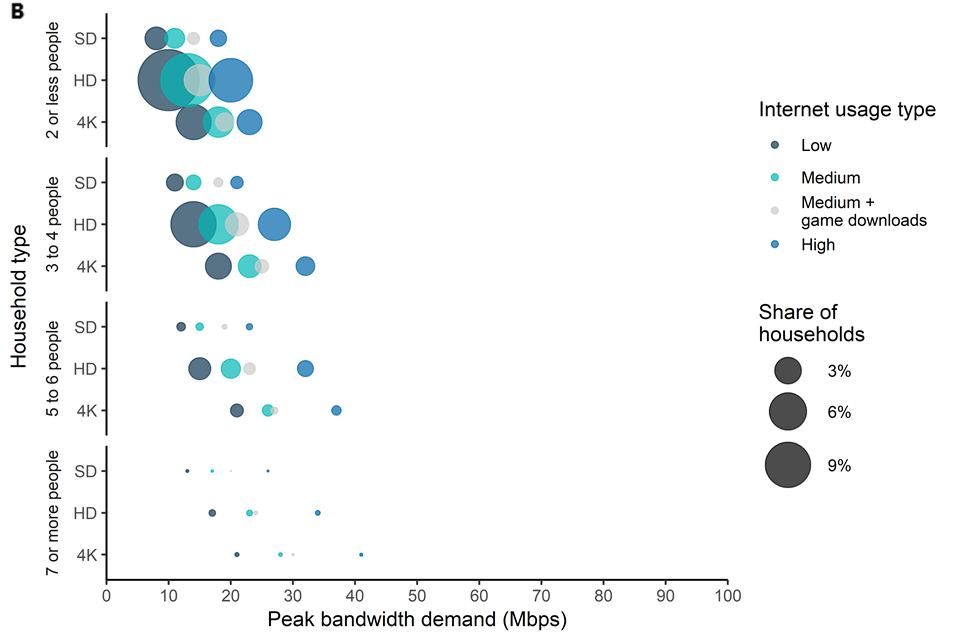 B
Household type
2 or less people
SD
HD
4K
3 to 4 people
SD
HD
4K
5 to 6 people
SD
HD
4K
7 or more people
SD
HD
4K
0 10 20 30 40 50 60 70 80 90 100
Peak bandwidth demand (Mbps)
Internet usage type
Low
Medium
Medium +
game downloads
High
Share of
households
3%
6%
9%